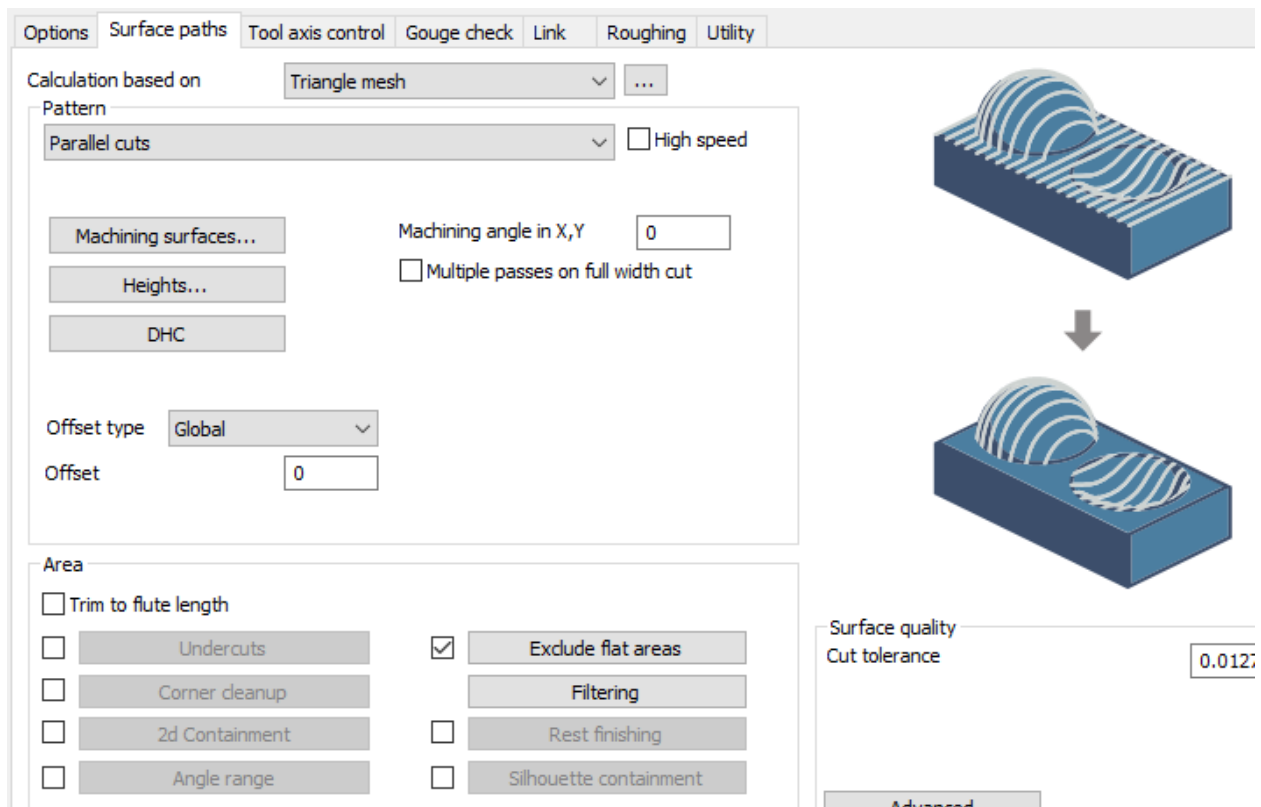 Options Surface paths Tool axis control Gouge check Link Roughing Utility
Calculation based on Triangle mesh ...
Pattern
Parallel cuts High speed
Machining surfaces... Machining angle in X,Y 0
Multiple passes on full width cut
Heights...
DHC
Offset type Global
Offset 0
Area
Trim to flute length
Undercuts Exclude flat areas
Corner cleanup Filtering
2d Containment Rest finishing
Angle range Silhouette containment
Surface quality
Cut tolerance 0.0127
Advanced